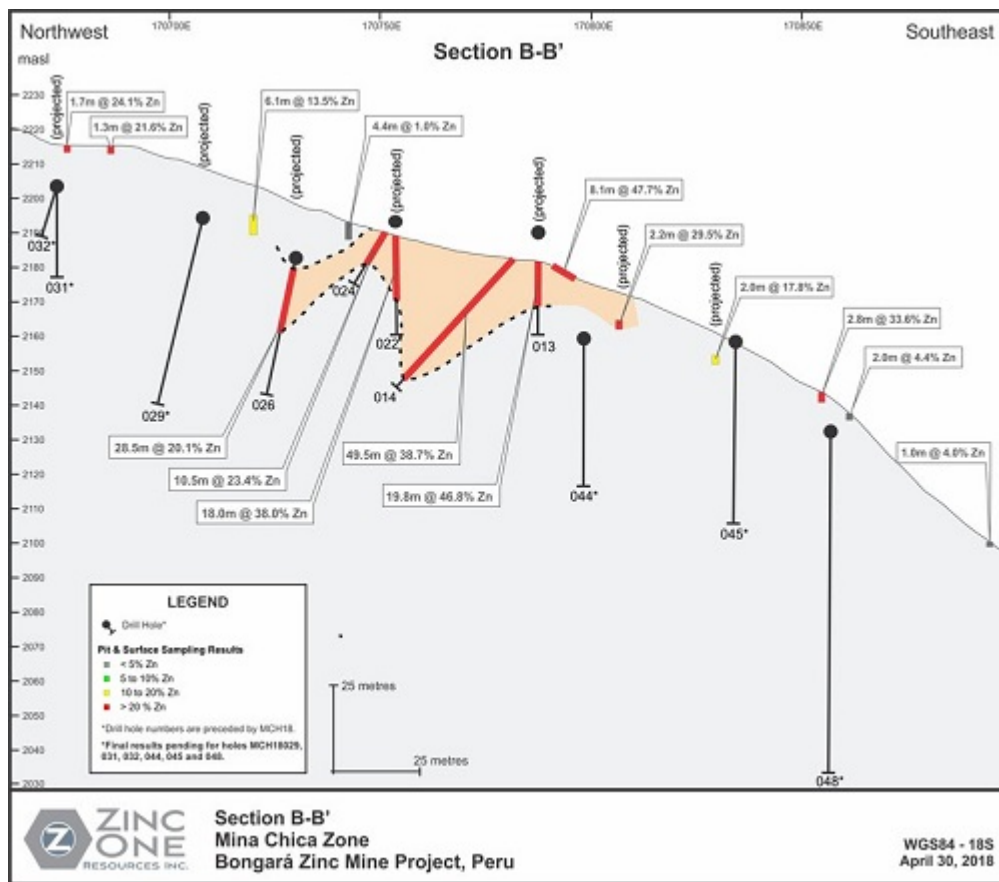 170700E
170750E
170800E
170850E
Northwest
Southeast
masl
Section B-B'
2230
2220
2210
2200
2190
2180
2170
2160
2150
2140
2130
2120
2110
2100
2090
2080
2070
2060
2050
2040
2030
(projected)
1.7m @ 24.1% Zn
1.3m @ 21.6% Zn
(projected)
6.1m @ 13.5% Zn
(projected)
4.4m @ 1.0% Zn
(projected)
(projected)
8.1m @ 47.7% Zn
(projected)
2.2m @ 29.5% Zn
(projected)
2.0m @ 17.8% Zn
2.8m @ 33.6% Zn
2.0m @ 4.4% Zn
1.0m @ 4.0% Zn
032*
031*
029*
026
024
022
014
013
044*
045*
048*
28.5m @ 20.1% Zn
10.5m @ 23.4% Zn
18.0m @ 38.0% Zn
49.5m @ 38.7% Zn
19.8m @ 46.8% Zn
LEGEND
Drill Hole*
Pit & Surface Sampling Results
< 5% Zn
5 to 10% Zn
10 to 20% Zn
> 20 % Zn
*Drill hole numbers are preceded by MCH18.
*Final results pending for holes MCH18029,
031, 032, 044, 045 and 048.
25 metres
25 metres
Z
ZINC
ONE
RESOURCES INC.
Section B-B'
Mina Chica Zone
Bongará Zinc Mine Project, Peru
WGS84 - 18S
April 30, 2018